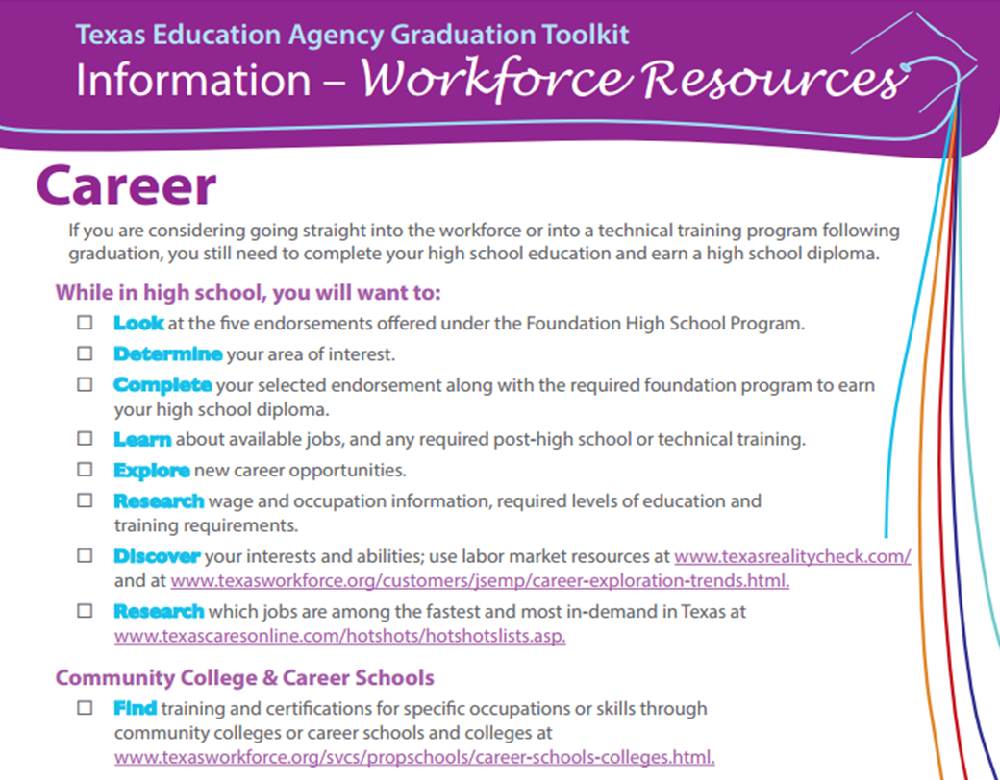 Texas Education Agency Graduation Toolkit
Information – Workforce Resources
Career
If you are considering going straight into the workforce or into a technical training program following
graduation, you still need to complete your high school education and earn a high school diploma.
While in high school, you will want to:
☐ Look at the five endorsements offered under the Foundation High School Program.
☐ Determine your area of interest.
☐ Complete your selected endorsement along with the required foundation program to earn
your high school diploma.
☐ Learn about available jobs, and any required post-high school or technical training.
☐ Explore new career opportunities.
☐ Research wage and occupation information, required levels of education and
training requirements.
☐ Discover your interests and abilities; use labor market resources at www.texasrealitycheck.com/
and at www.texasworkforce.org/customers/jsemp/career-exploration-trends.html.
☐ Research which jobs are among the fastest and most in-demand in Texas at
www.texascaresonline.com/hotshots/hotshotslists.asp.
Community College & Career Schools
☐ Find training and certifications for specific occupations or skills through
community colleges or career schools and colleges at
www.texasworkforce.org/svcs/propschools/career-schools-colleges.html.